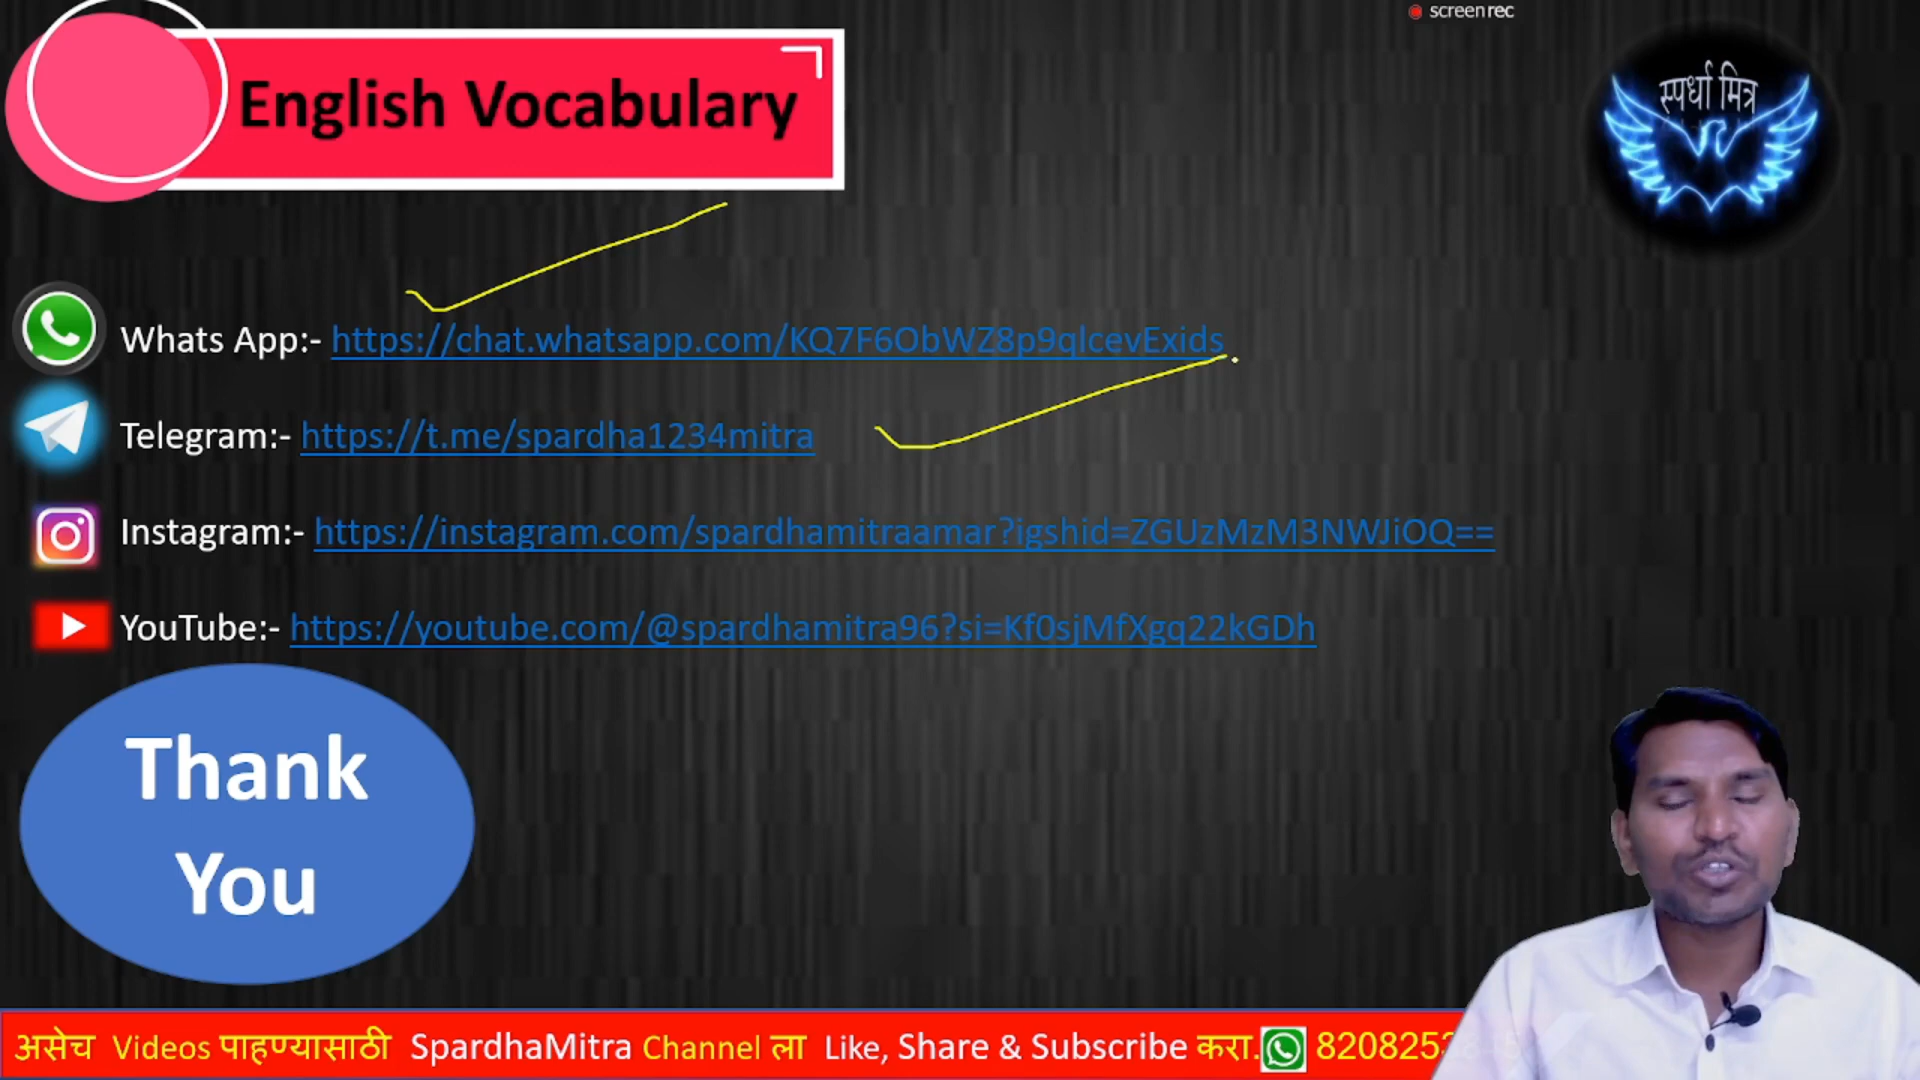 screenrec
English Vocabulary
स्पर्धा मित्र
Whats App:- https://chat.whatsapp.com/KQ7F6ObWZ8p9qlcevExids
Telegram:- https://t.me/spardha1234mitra
Instagram:- https://instagram.com/spardhamitraamar?igshid=ZGUzMzM3NWJiOQ==
YouTube:- https://youtube.com/@spardhamitra96?si=Kf0sjMfXgq22kGDh
Thank
You
असेच Videos पाहण्यासाठी SpardhaMitra Channel ला Like, Share & Subscribe करा.